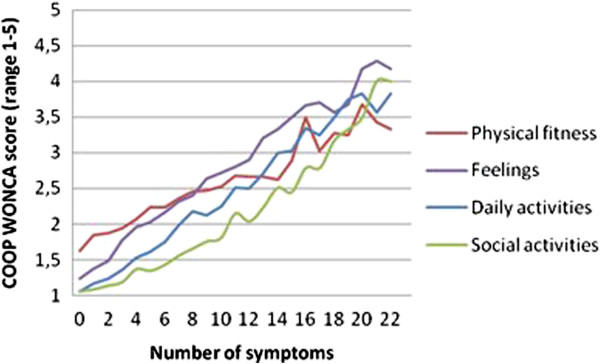 COOP WONCA score (range 1-5)
5
4,5
4
3,5
3
2,5
2
1,5
1
0 2 4 6 8 10 12 14 16 18 20 22
Number of symptoms
Physical fitness
Feelings
Daily activities
Social activities